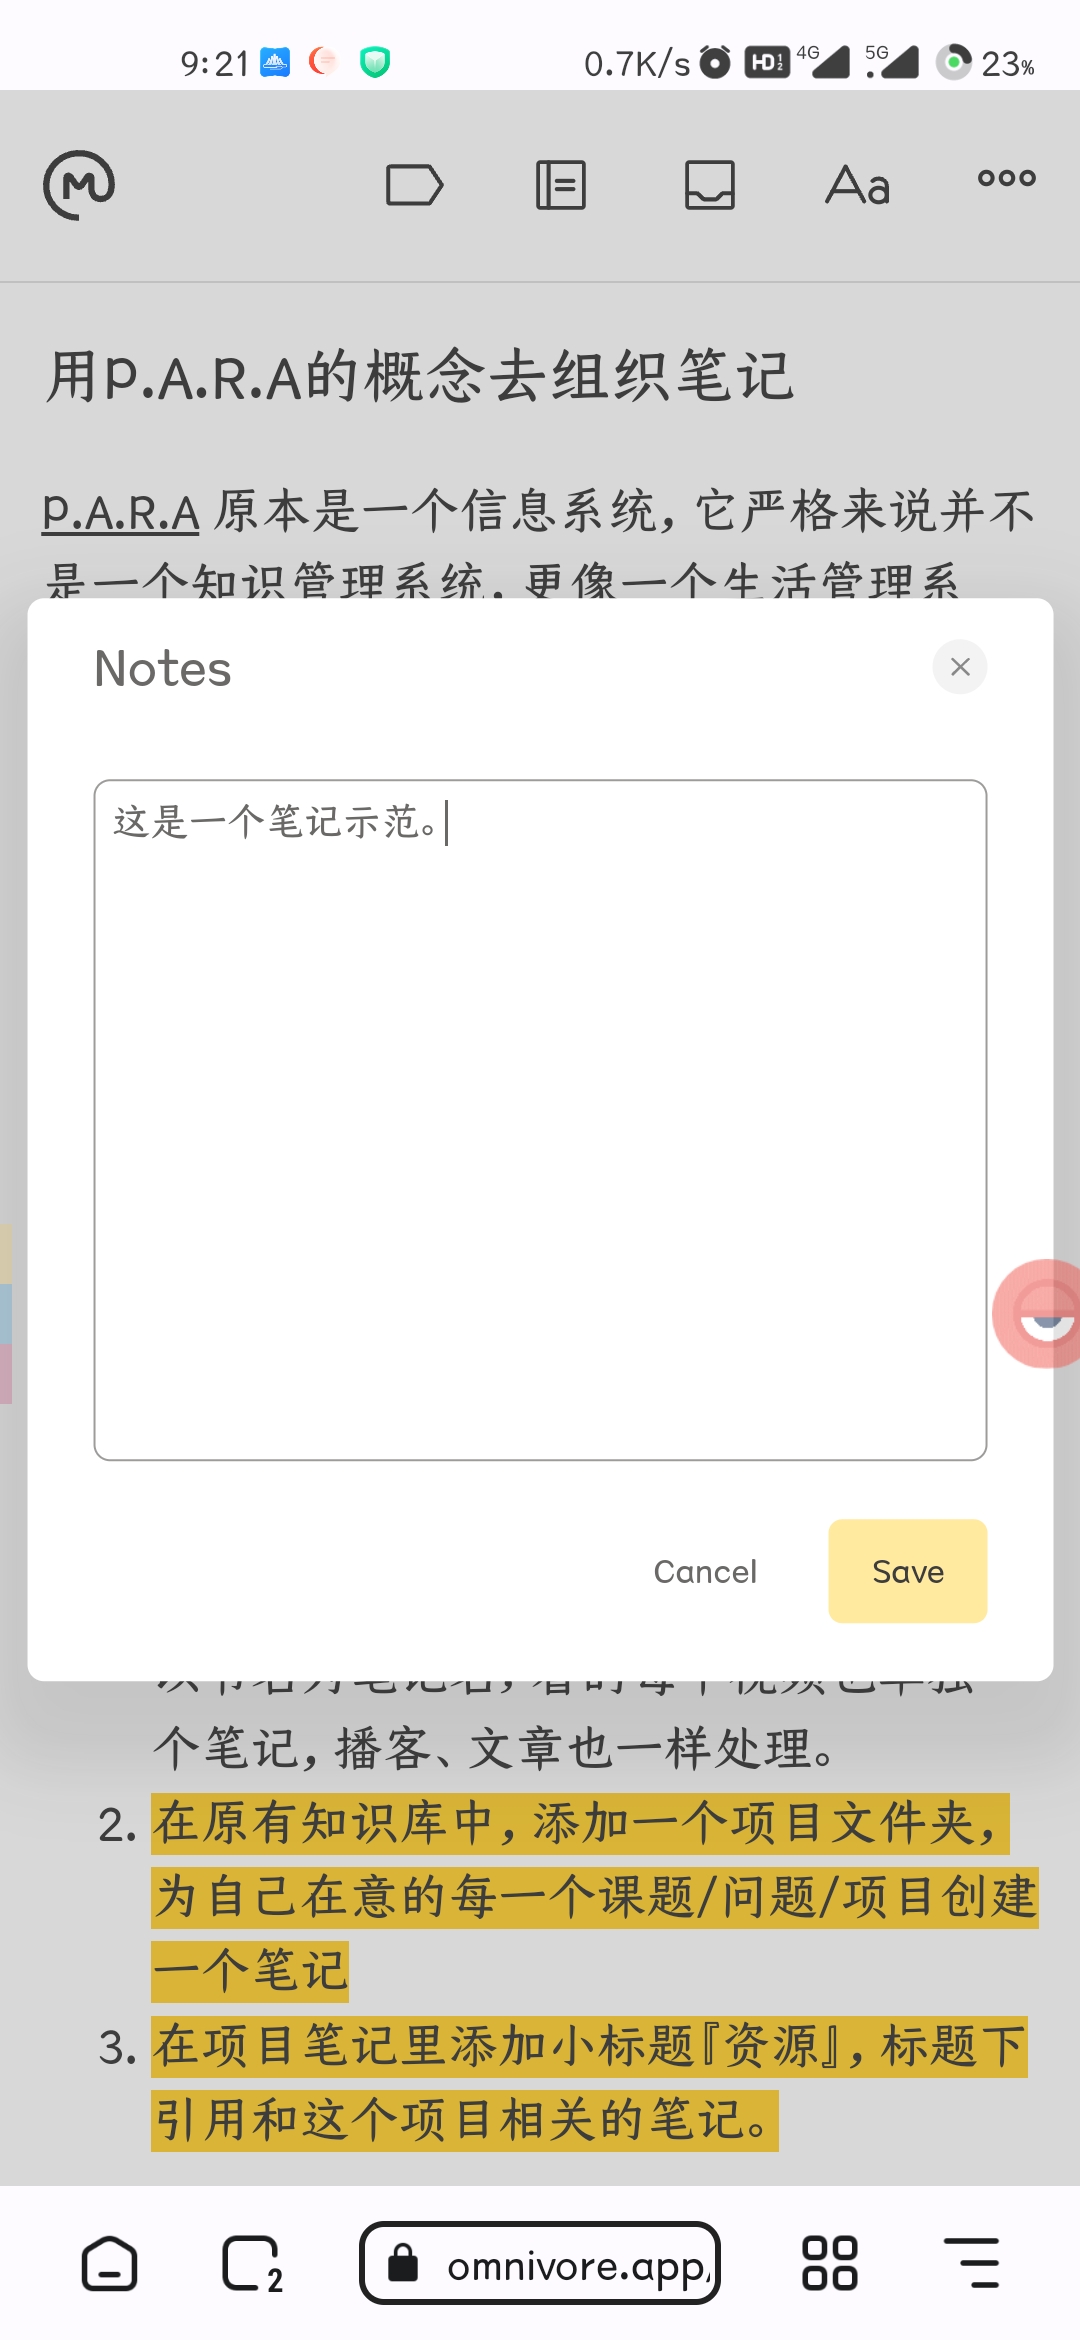 9:21 0.7K/s HD 1 2 4G 5G 23%
Aa
用P.A.R.A的概念去组织笔记
P.A.R.A 原本是一个信息系统，它严格来说并不
是一个知识管理系统，更像一个生活管理系
Notes
这是一个笔记示范。
Cancel Save
个笔记，播客、文章也一样处理。
2. 在原有知识库中，添加一个项目文件夹，
为自己在意的每一个课题/问题/项目创建
一个笔记
3. 在项目笔记里添加小标题『资源』，标题下
引用和这个项目相关的笔记。
2 omnivore.app